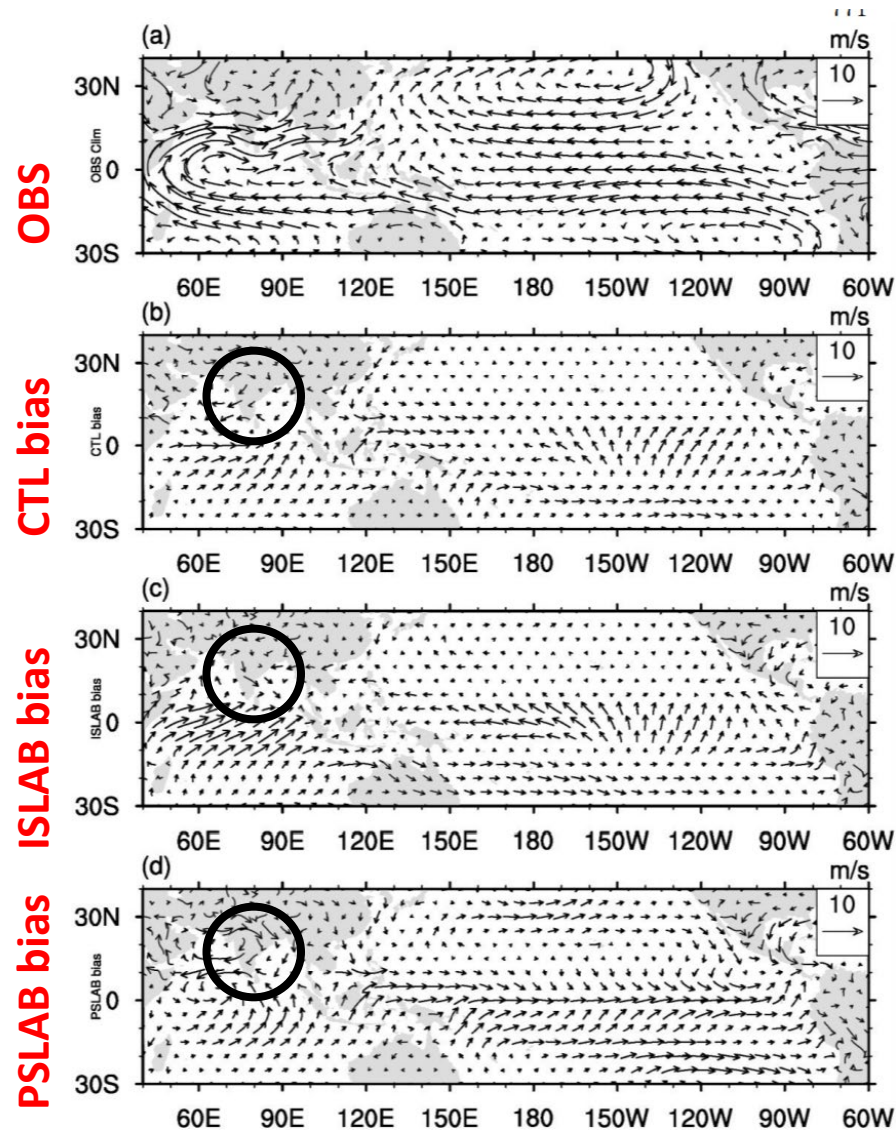 (a)
m/s
10
30N
0
30S
OBS Clim
OBS
60E 90E 120E 150E 180 150W 120W 90W 60W
(b)
m/s
10
30N
0
30S
CTL bias
CTL bias
60E 90E 120E 150E 180 150W 120W 90W 60W
(c)
m/s
10
30N
0
30S
ISLAB bias
ISLAB bias
60E 90E 120E 150E 180 150W 120W 90W 60W
(d)
m/s
10
30N
0
30S
PSLAB bias
PSLAB bias
60E 90E 120E 150E 180 150W 120W 90W 60W